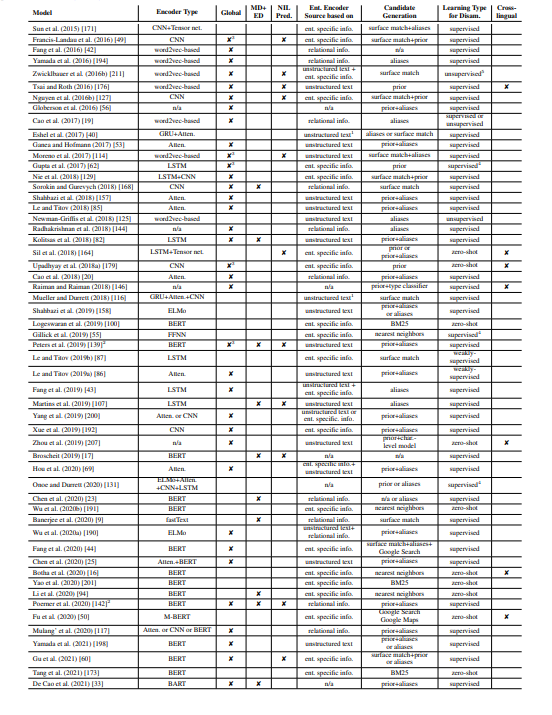 Model Encoder Type Global MD+ ED NIL Pred. Ent. Encoder Source based on Candidate Generation Learning Type for Disam. Cross-lingual
Sun et al. (2015) [171] CNN+Tensor net. ent. specific info. surface match+aliases supervised
Francis-Landau et al. (2016) [49] CNN ✘ ✘ ent. specific info. surface match+prior supervised
Fang et al. (2016) [42] word2vec-based ✘ relational info. n/a supervised
Yamada et al. (2016) [194] word2vec-based ✘ relational info. aliases supervised
Zwicklbauer et al. (2016b) [211] word2vec-based ✘ ✘ unstructured text + ent. specific info. surface match unsupervised
Tsai and Roth (2016) [176] word2vec-based ✘ ✘ unstructured text prior supervised ✘
Nguyen et al. (2016b) [127] CNN ✘ ✘ ent. specific info. surface match+prior supervised
Globerson et al. (2016) [56] n/a ✘ n/a prior+aliases supervised
Cao et al. (2017) [19] word2vec-based ✘ relational info. aliases supervised or unsupervised
Eshel et al. (2017) [40] GRU+Atten. unstructured text¹ aliases or surface match supervised
Ganea and Hofmann (2017) [53] Atten. ✘ unstructured text prior+aliases supervised
Moreno et al. (2017) [114] word2vec-based ✘ ✘ unstructured text surface match+aliases supervised
Gupta et al. (2017) [62] LSTM ✘ ent. specific info. prior supervised
Nie et al. (2018) [129] LSTM+CNN ✘ ent. specific info. surface match+prior supervised
Sorokin and Gurevych (2018) [168] CNN ✘ ✘ relational info. surface match supervised
Shahbazi et al. (2018) [157] Atten. ✘ unstructured text prior+aliases supervised
Le and Titov (2018) [85] Atten. ✘ unstructured text prior+aliases supervised
Newman-Griffis et al. (2018) [125] word2vec-based unstructured text aliases unsupervised
Radhakrishnan et al. (2018) [144] n/a ✘ relational info. aliases supervised
Kolitsas et al. (2018) [82] LSTM ✘ ✘ unstructured text prior+aliases supervised
Sil et al. (2018) [164] LSTM+Tensor net. ✘ ent. specific info. prior or prior+aliases zero-shot ✘
Upadhyay et al. (2018a) [179] CNN ✘ ent. specific info. prior zero-shot ✘
Cao et al. (2018) [20] Atten. ✘ relational info. prior+aliases supervised
Raiman and Raiman (2018) [146] n/a ✘ n/a prior+type classifier supervised ✘
Mueller and Durrett (2018) [116] GRU+Atten.+CNN unstructured text¹ surface match supervised
Shahbazi et al. (2019) [158] ELMo unstructured text prior+aliases or aliases supervised
Logeswaran et al. (2019) [100] BERT ent. specific info. BM25 zero-shot
Gillick et al. (2019) [55] FFNN ent. specific info. nearest neighbors supervised
Peters et al. (2019) [139]² BERT ✘ ✘ ✘ unstructured text prior+aliases supervised
Le and Titov (2019b) [87] LSTM ent. specific info. surface match weakly-supervised
Le and Titov (2019a) [86] Atten. ✘ unstructured text prior+aliases weakly-supervised
Fang et al. (2019) [43] LSTM ✘ unstructured text + ent. specific info. aliases supervised
Martins et al. (2019) [107] LSTM ✘ ✘ unstructured text aliases supervised
Yang et al. (2019) [200] Atten. or CNN ✘ unstructured text or ent. specific info. prior+aliases supervised
Xue et al. (2019) [192] CNN ✘ ent. specific info. prior+aliases supervised
Zhou et al. (2019) [207] n/a ✘ unstructured text prior+char.-level model zero-shot ✘
Broscheit (2019) [17] BERT ✘ ✘ n/a n/a supervised
Hou et al. (2020) [69] Atten. ✘ ent. specific info.+ unstructured text prior+aliases supervised
Onoe and Durrett (2020) [131] ELMo+Atten. +CNN+LSTM n/a prior or aliases supervised
Chen et al. (2020) [23] BERT ✘ relational info. n/a or aliases supervised
Wu et al. (2020b) [191] BERT ent. specific info. nearest neighbors zero-shot
Banerjee et al. (2020) [9] fastText ✘ relational info. surface match supervised
Wu et al. (2020a) [190] ELMo ✘ unstructured text+ relational info. prior+aliases supervised
Fang et al. (2020) [44] BERT ✘ ent. specific info. surface match+aliases+ Google Search supervised
Chen et al. (2020) [25] Atten.+BERT ✘ unstructured text prior+aliases supervised
Botha et al. (2020) [16] BERT ent. specific info. nearest neighbors zero-shot ✘
Yao et al. (2020) [201] BERT ent. specific info. BM25 zero-shot
Li et al. (2020) [94] BERT ✘ ent. specific info. nearest neighbors zero-shot
Poerner et al. (2020) [142]² BERT ✘ ✘ ✘ relational info. prior+aliases supervised
Fu et al. (2020) [50] M-BERT ent. specific info. Google Search Google Maps zero-shot ✘
Mulang' et al. (2020) [117] Atten. or CNN or BERT ✘ relational info. prior+aliases supervised
Yamada et al. (2021) [198] BERT ✘ unstructured text prior+aliases or aliases supervised
Gu et al. (2021) [60] BERT ✘ ✘ ent. specific info. surface match+prior or aliases supervised
Tang et al. (2021) [173] BERT ent. specific info. BM25 zero-shot
De Cao et al. (2021) [33] BART ✘ ✘ n/a prior+aliases supervised